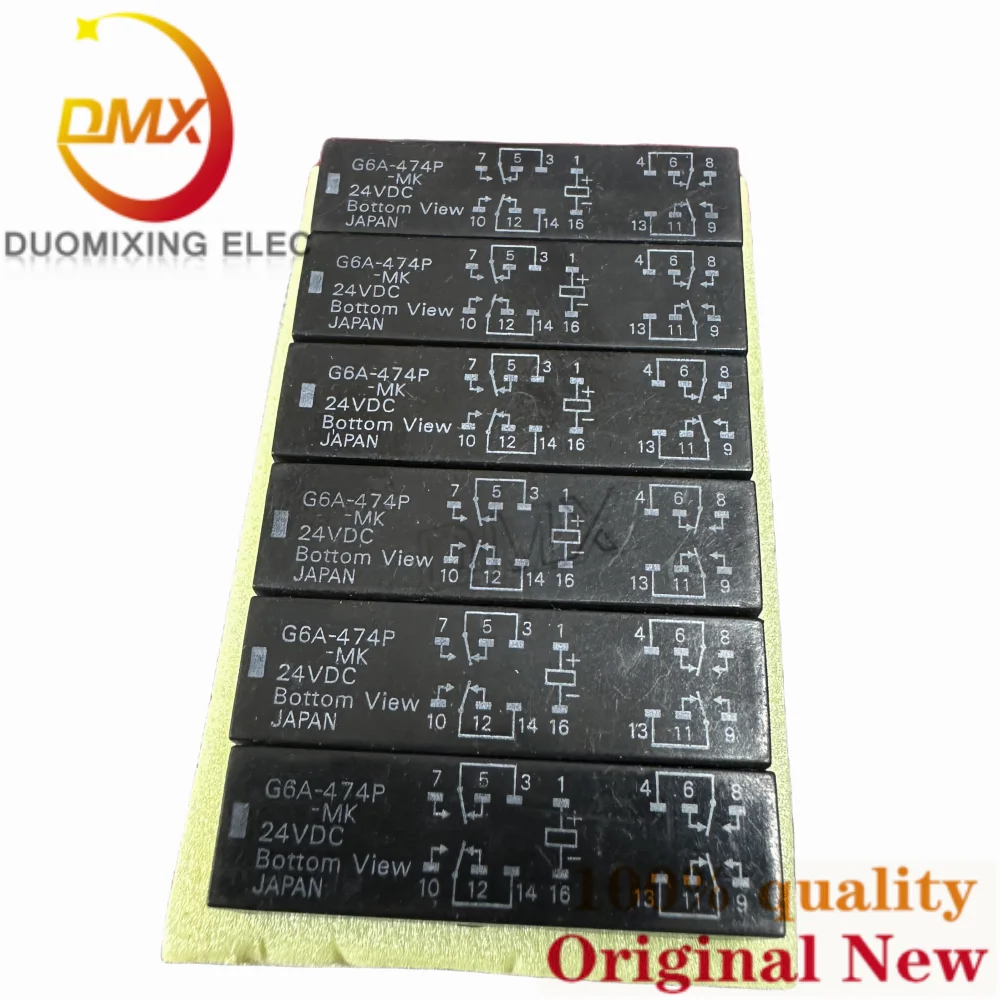 DMX
DUOMIXING ELEC
G6A-474P
-MK
24VDC
Bottom View
JAPAN
7 5 3 1 4 6 8
+
10 12 14 16 13 11 9
G6A-474P
-MK
24VDC
Bottom View
JAPAN
7 5 3 1 4 6 8
+
-
10 12 14 16 13 11 9
G6A-474P
-MK
24VDC
Bottom View
JAPAN
7 5 3 1 4 6 8
+
-
10 12 14 16 13 11 9
G6A-474P
-MK
24VDC
Bottom View
JAPAN
7 5 3 1 4 6 8
+
-
10 12 14 16 13 11 9
DMX
G6A-474P
-MK
24VDC
Bottom View
JAPAN
7 5 3 1 4 6 8
+
-
10 12 14 16 13 11 9
G6A-474P
-MK
24VDC
Bottom View
JAPAN
7 5 3 1 4 6 8
+
-
10 12 14 16 13 11 9
100% quality
Original New